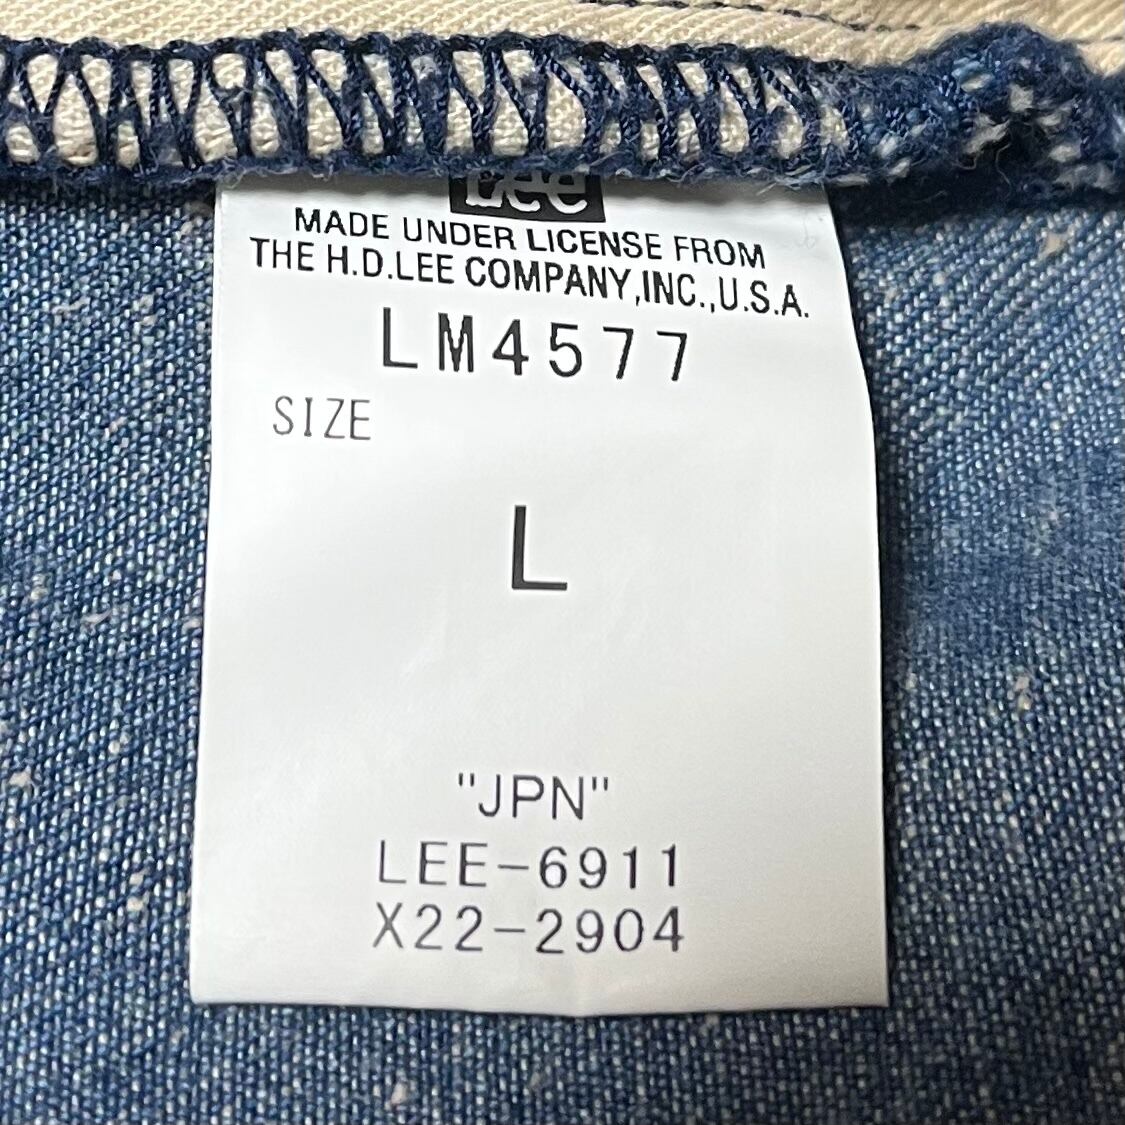 Lee
MADE UNDER LICENSE FROM
THE H.D.LEE COMPANY,INC.,U.S.A.
LM4577
SIZE
L
"JPN"
LEE-6911
X22-2904